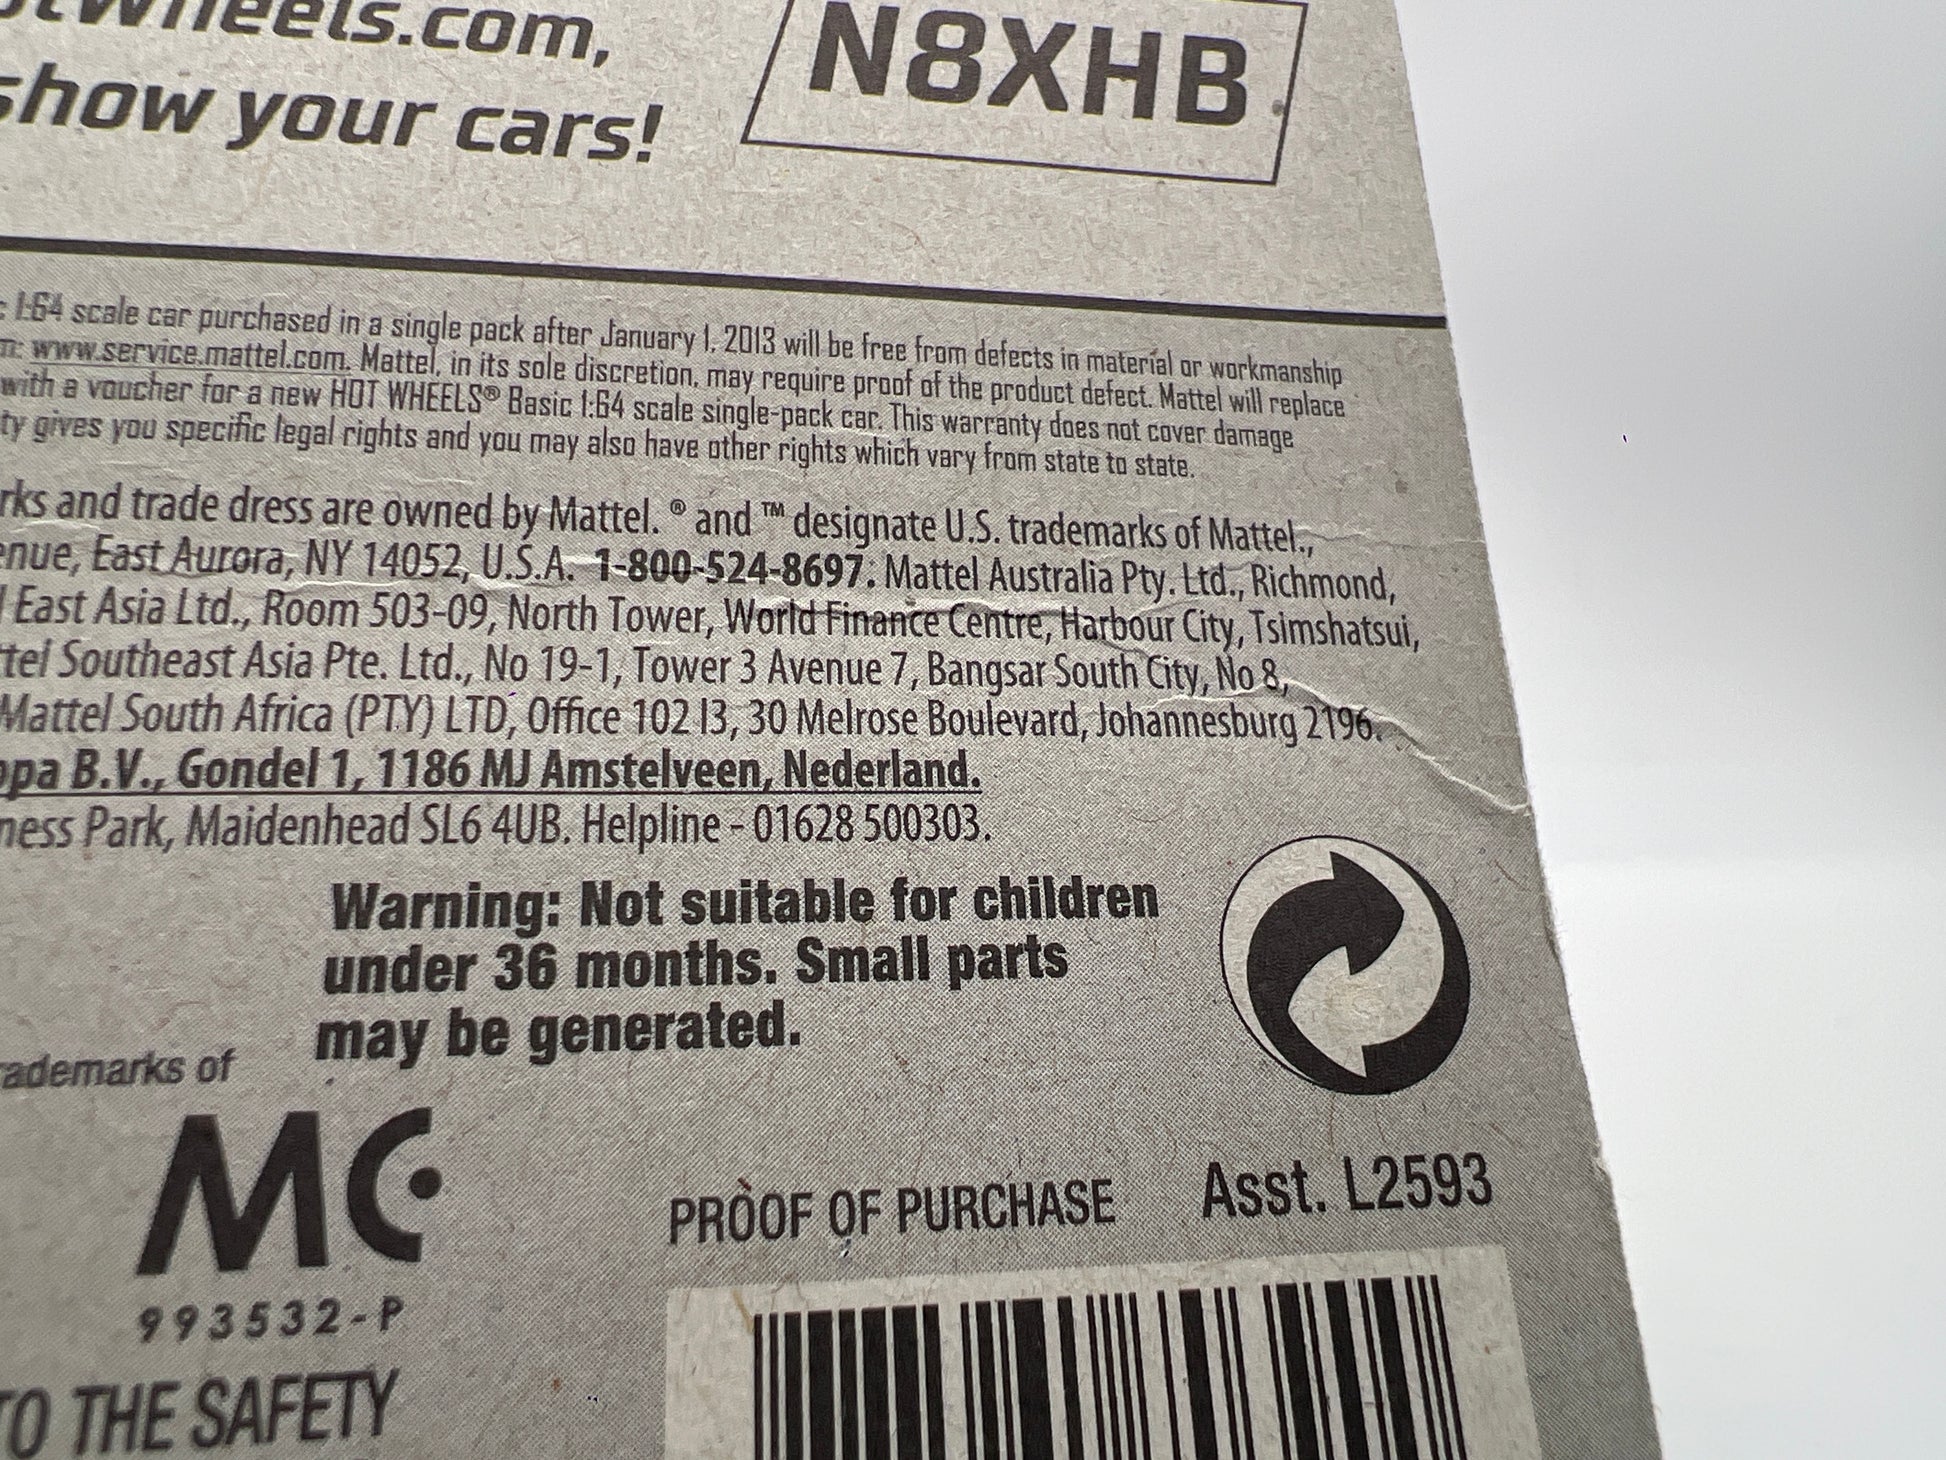 wheels.com,
show your cars!
N8XHB
1:64 scale car purchased in a single pack after January 1, 2013 will be free from defects in material or workmanship
www.service.mattel.com. Mattel, in its sole discretion, may require proof of the product defect. Mattel will replace
with a voucher for a new HOT WHEELS® Basic 1:64 scale single-pack car. This warranty does not cover damage
ty gives you specific legal rights and you may also have other rights which vary from state to state.
rks and trade dress are owned by Mattel. ® and ™ designate U.S. trademarks of Mattel.,
enue, East Aurora, NY 14052, U.S.A. 1-800-524-8697. Mattel Australia Pty. Ltd., Richmond,
East Asia Ltd., Room 503-09, North Tower, World Finance Centre, Harbour City, Tsimshatsui,
tel Southeast Asia Pte. Ltd., No 19-1, Tower 3 Avenue 7, Bangsar South City, No 8,
Mattel South Africa (PTY) LTD, Office 102 I3, 30 Melrose Boulevard, Johannesburg 2196.
opa B.V., Gondel 1, 1186 MJ Amstelveen, Nederland.
ness Park, Maidenhead SL6 4UB. Helpline - 01628 500303.
Warning: Not suitable for children
under 36 months. Small parts
may be generated.
ademarks of
MC
993532-P
PROOF OF PURCHASE
Asst. L2593
TO THE SAFETY